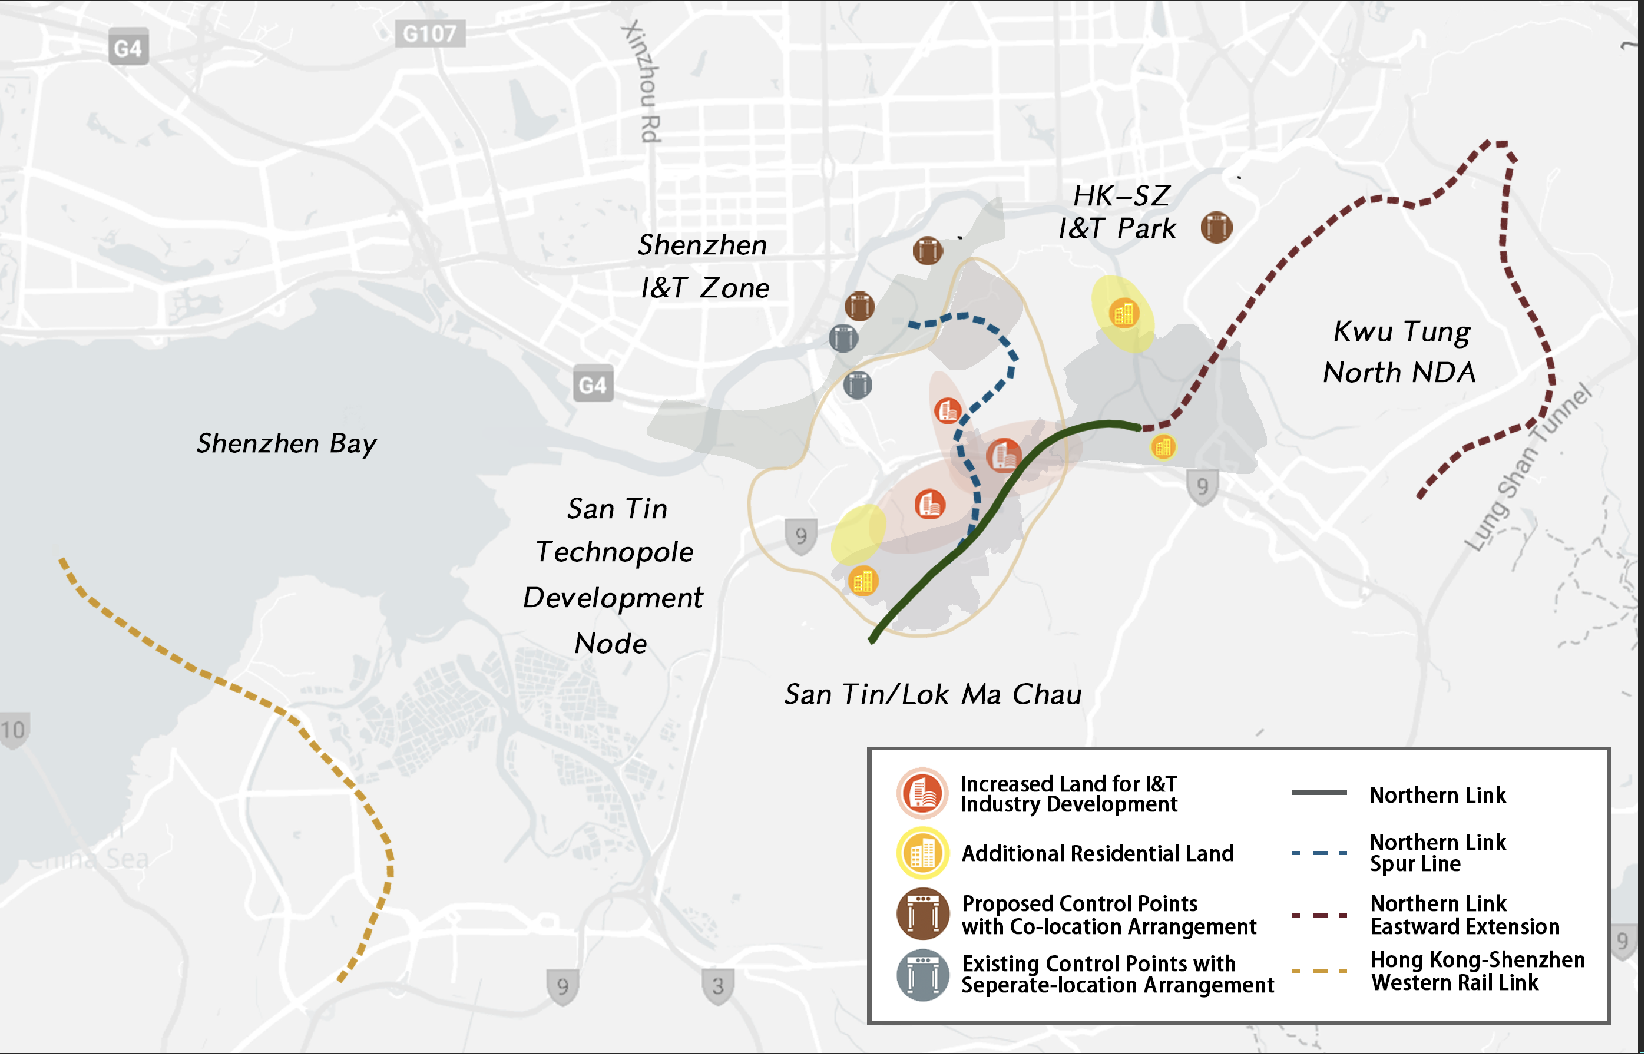 G4
G107
Xinzhou Rd
HK–SZ
I&T Park
Shenzhen
I&T Zone
Kwu Tung
North NDA
G4
Shenzhen Bay
Lung Shan Tunnel
9
San Tin
Technopole
Development
Node
9
San Tin/Lok Ma Chau
10
China Sea
9
3
9
Increased Land for I&T
Industry Development
Additional Residential Land
Proposed Control Points
with Co-location Arrangement
Existing Control Points with
Seperate-location Arrangement
Northern Link
Northern Link
Spur Line
Northern Link
Eastward Extension
Hong Kong-Shenzhen
Western Rail Link